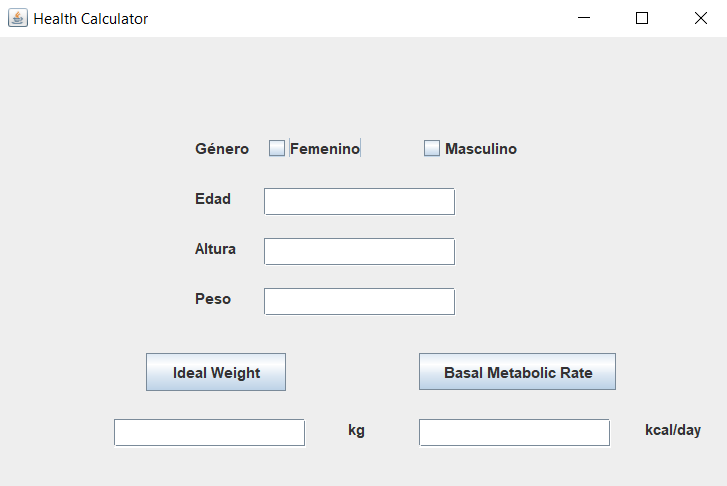 Health Calculator
Género Femenino Masculino
Edad
Altura
Peso
Ideal Weight Basal Metabolic Rate
kg kcal/day